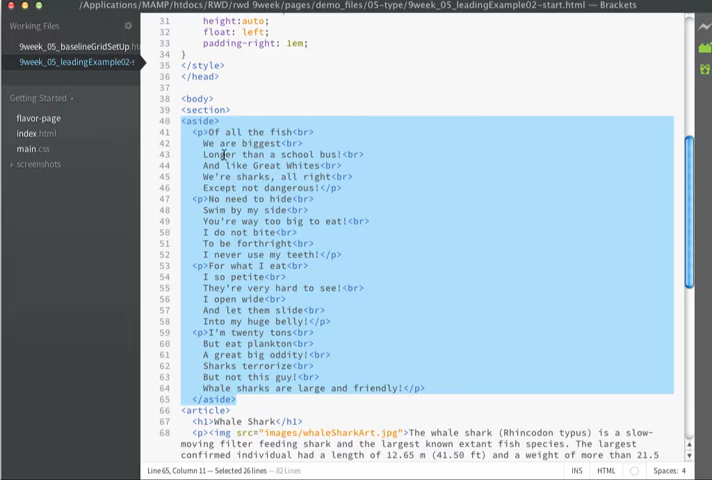 /Applications/MAMP/htdocs/RWD/rwd 9week/pages/demo_files/05-type/9week_05_leadingExample02-start.html — Brackets
Working Files
9week_05_baselineGridSetUp.ht
9week_05_leadingExample02-s
Getting Started
flavor-page
index.html
main.css
screenshots
31 height:auto;
32 float: left;
33 padding-right: 1em;
34 }
35 </style>
36 </head>
37
38 <body>
39 <section>
40 <aside>
41 <p>Of all the fish<br>
42 We are biggest<br>
43 Longer than a school bus!<br>
44 And like Great Whites<br>
45 We're sharks, all right<br>
46 Except not dangerous!</p>
47 <p>No need to hide<br>
48 Swim by my side<br>
49 You're way too big to eat!<br>
50 I do not bite<br>
51 To be forthright<br>
52 I never use my teeth!</p>
53 <p>For what I eat<br>
54 I so petite<br>
55 They're very hard to see!<br>
56 I open wide<br>
57 And let them slide<br>
58 Into my huge belly!</p>
59 <p>I'm twenty tons<br>
60 But eat plankton<br>
61 A great big oddity!<br>
62 Sharks terrorize<br>
63 But not this guy!<br>
64 Whale sharks are large and friendly!</p>
65 </aside>
66 <article>
67 <h1>Whale Shark</h1>
68 <p><img src="images/whaleSharkArt.jpg">The whale shark (Rhincodon typus) is a slow-
moving filter feeding shark and the largest known extant fish species. The largest
confirmed individual had a length of 12.65 m (41.50 ft) and a weight of more than 21.5
Line 65, Column 11 — Selected 26 lines — 82 Lines
INS HTML Spaces: 4